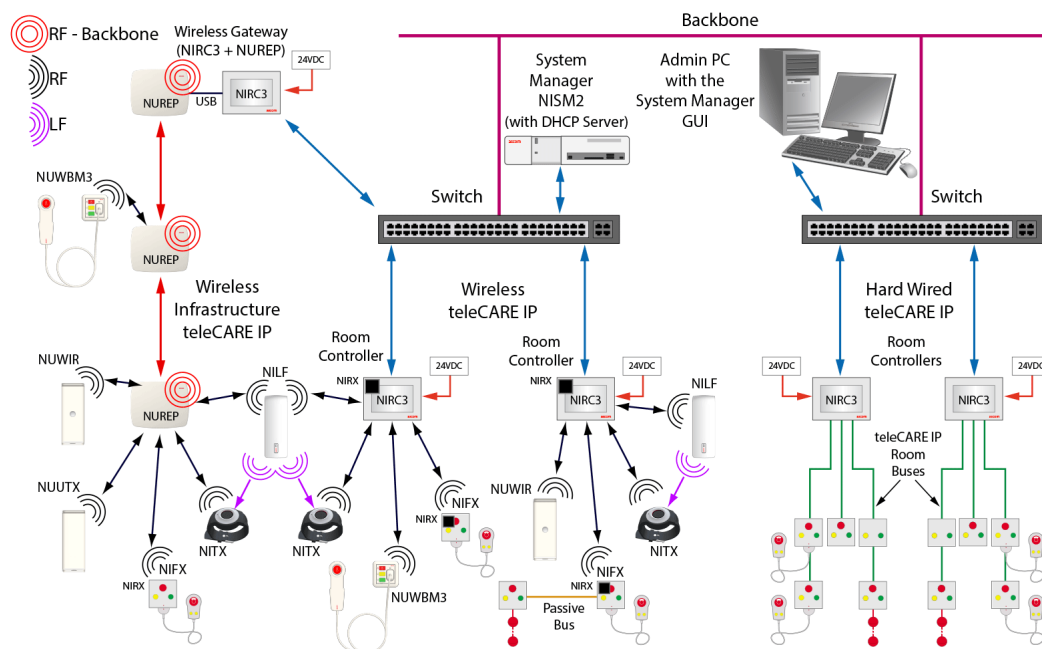 RF - Backbone
RF
LF
Wireless Gateway
(NIRC3 + NUREP)
24VDC
NUREP
USB
NIRC3
Backbone
System
Manager
NISM2
(with DHCP Server)
Admin PC
with the
System Manager
GUI
NUWBM3
NUREP
Switch
Switch
Wireless
Infrastructure
teleCARE IP
Wireless
teleCARE IP
Hard Wired
teleCARE IP
Room
Controller
NIRX
24VDC
NIRC3
Room
Controller
NIRX
24VDC
NIRC3
Room
Controllers
24VDC
NIRC3
24VDC
NIRC3
NUWIR
NUREP
NILF
NILF
teleCARE IP
Room
Buses
NUUTX
NITX
NITX
NIFX
NIRX
NUWIR
NITX
NIFX
NIRX
NUWBM3
NIFX
NIRX
Passive
Bus